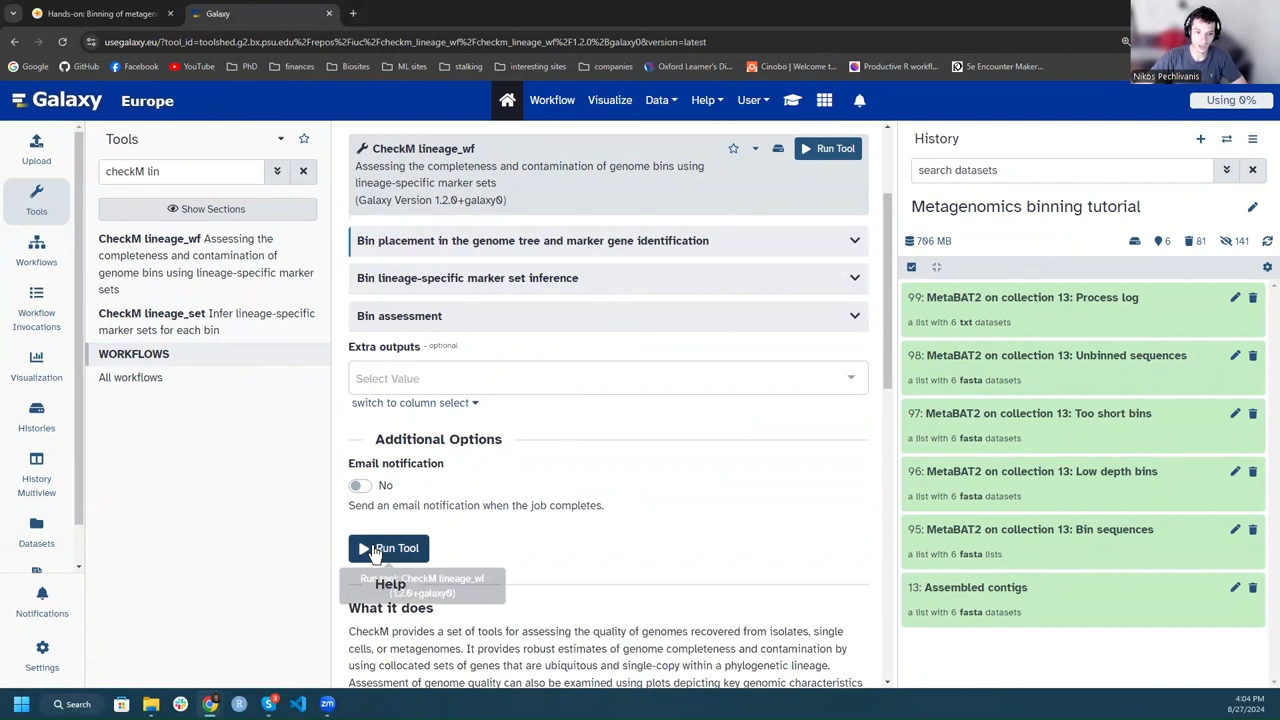 Hands-on: Binning of metagen
Galaxy
usegalaxy.eu/?tool_id=toolshed.g2.bx.psu.edu%2Frepos%2Fiuc%2Fcheckm_lineage_wf%2Fcheckm_lineage_wf%2F1.2.0%2Bgalaxy0&version=latest
Google
GitHub
Facebook
YouTube
PhD
finances
Biosites
ML sites
stalking
interesting sites
companies
Oxford Learner's Di...
Cinobo | Welcome t...
Productive R workfl...
5e Encounter Maker...
Nikos Pechlivanis
Galaxy Europe
Workflow
Visualize
Data
Help
User
Using 0%
Upload
Tools
Workflows
Workflow
Invocations
Visualization
Histories
History
Multiview
Datasets
Notifications
Settings
Tools
checkM lin
Show Sections
CheckM lineage_wf Assessing the
completeness and contamination of
genome bins using lineage-specific marker
sets
CheckM lineage_set Infer lineage-specific
marker sets for each bin
WORKFLOWS
All workflows
CheckM lineage_wf
Run Tool
Assessing the completeness and contamination of genome bins using
lineage-specific marker sets
(Galaxy Version 1.2.0+galaxy0)
Bin placement in the genome tree and marker gene identification
Bin lineage-specific marker set inference
Bin assessment
Extra outputs - optional
Select Value
switch to column select
Additional Options
Email notification
No
Send an email notification when the job completes.
Run Tool
Run tool: CheckM lineage_wf
(1.2.0+galaxy0)
Help
What it does
CheckM provides a set of tools for assessing the quality of genomes recovered from isolates, single
cells, or metagenomes. It provides robust estimates of genome completeness and contamination by
using collocated sets of genes that are ubiquitous and single-copy within a phylogenetic lineage.
Assessment of genome quality can also be examined using plots depicting key genomic characteristics
History
search datasets
Metagenomics binning tutorial
706 MB
6
81
141
99: MetaBAT2 on collection 13: Process log
a list with 6 txt datasets
98: MetaBAT2 on collection 13: Unbinned sequences
a list with 6 fasta datasets
97: MetaBAT2 on collection 13: Too short bins
a list with 6 fasta datasets
96: MetaBAT2 on collection 13: Low depth bins
a list with 6 fasta datasets
95: MetaBAT2 on collection 13: Bin sequences
a list with 6 fasta lists
13: Assembled contigs
a list with 6 fasta datasets
Search
4:04 PM
8/27/2024